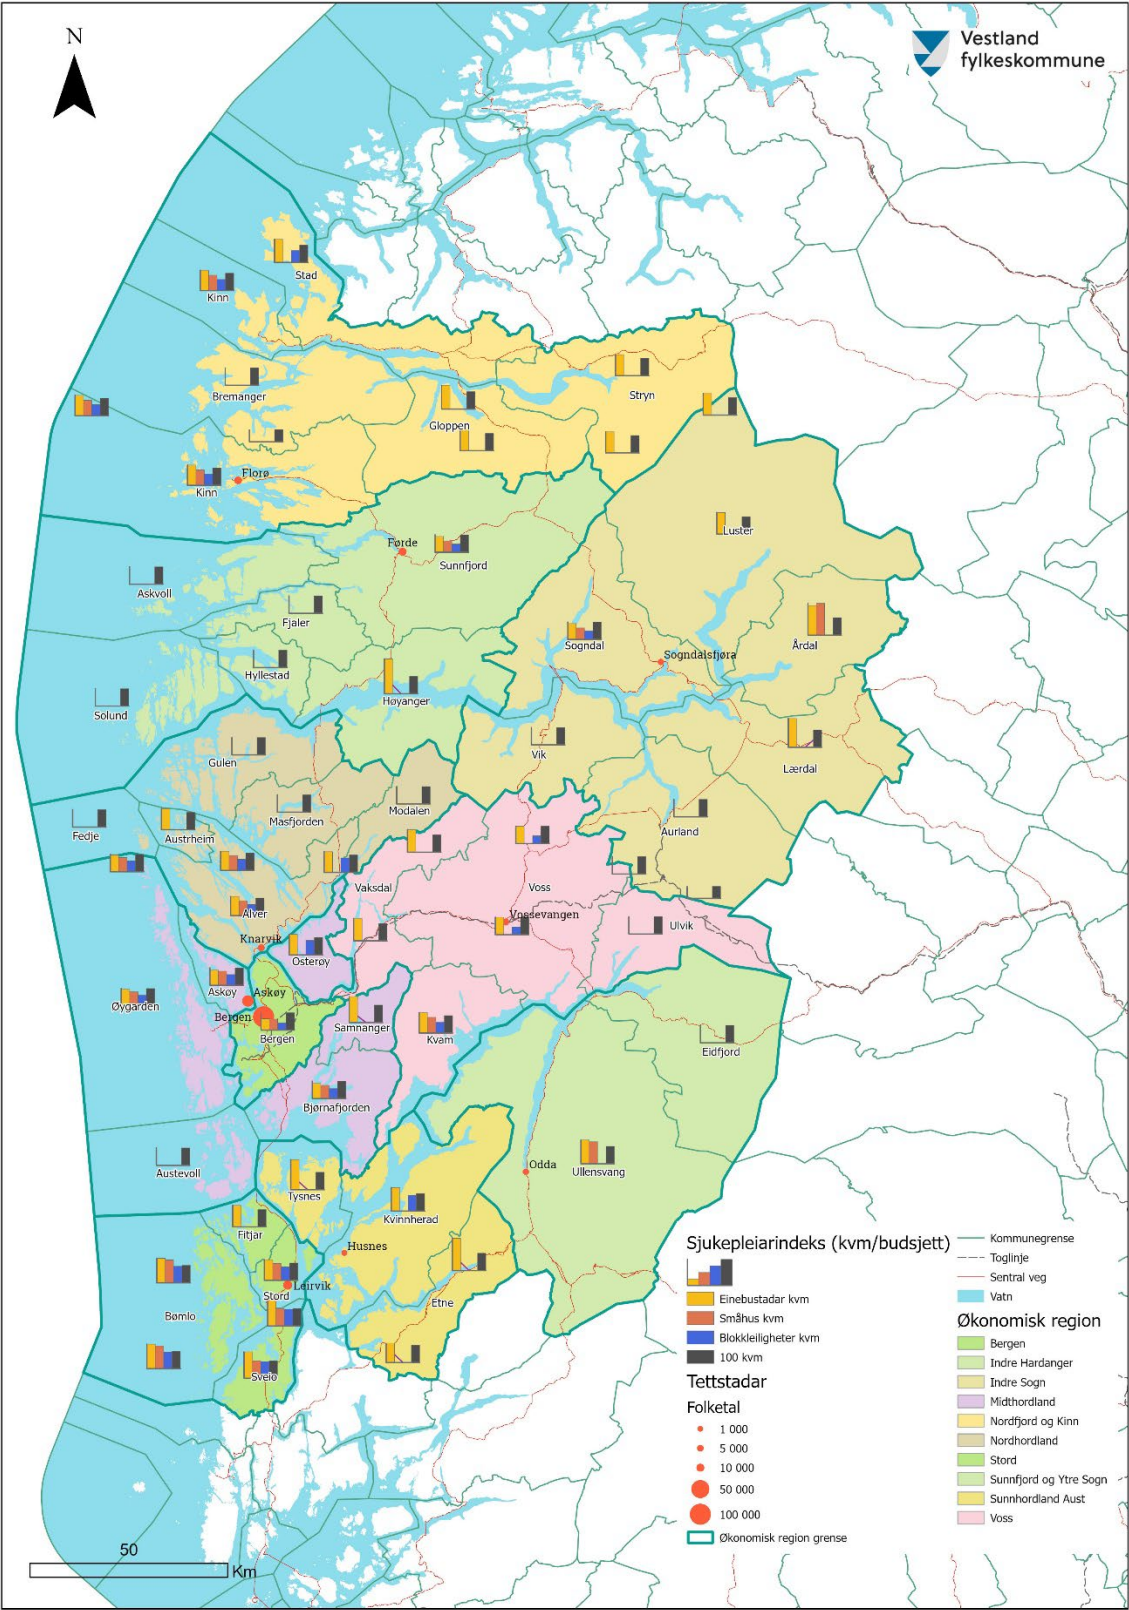 N
Vestland
fylkeskommune
Stad
Kinn
Bremanger
Stryn
Gloppen
Florø
Kinn
Luster
Førde
Sunnfjord
Askvoll
Fjaler
Årdal
Sogndal
Sogndalsfjøra
Hyllestad
Høyanger
Solund
Vik
Gulen
Lærdal
Modalen
Masfjorden
Aurland
Fedje
Austrheim
Vaksdal
Voss
Alver
Vossevangen
Ulvik
Knarvik
Osterøy
Askøy
Askøy
Øygarden
Bergen
Samnanger
Bergen
Kvam
Eidfjord
Bjørnafjorden
Odda
Ullensvang
Austevoll
Tysnes
Kvinnherad
Fitjar
Husnes
Leirvik
Stord
Etne
Bømlo
Sveio
Sjukepleiarindeks (kvm/budsjett)
Einebustadar kvm
Småhus kvm
Blokkleiligheter kvm
100 kvm
Tettstadar
Folketal
1 000
5 000
10 000
50 000
100 000
Økonomisk region grense
Kommunegrense
Toglinje
Sentral veg
Vatn
Økonomisk region
Bergen
Indre Hardanger
Indre Sogn
Midthordland
Nordfjord og Kinn
Nordhordland
Stord
Sunnfjord og Ytre Sogn
Sunnhordland Aust
Voss
50
Km